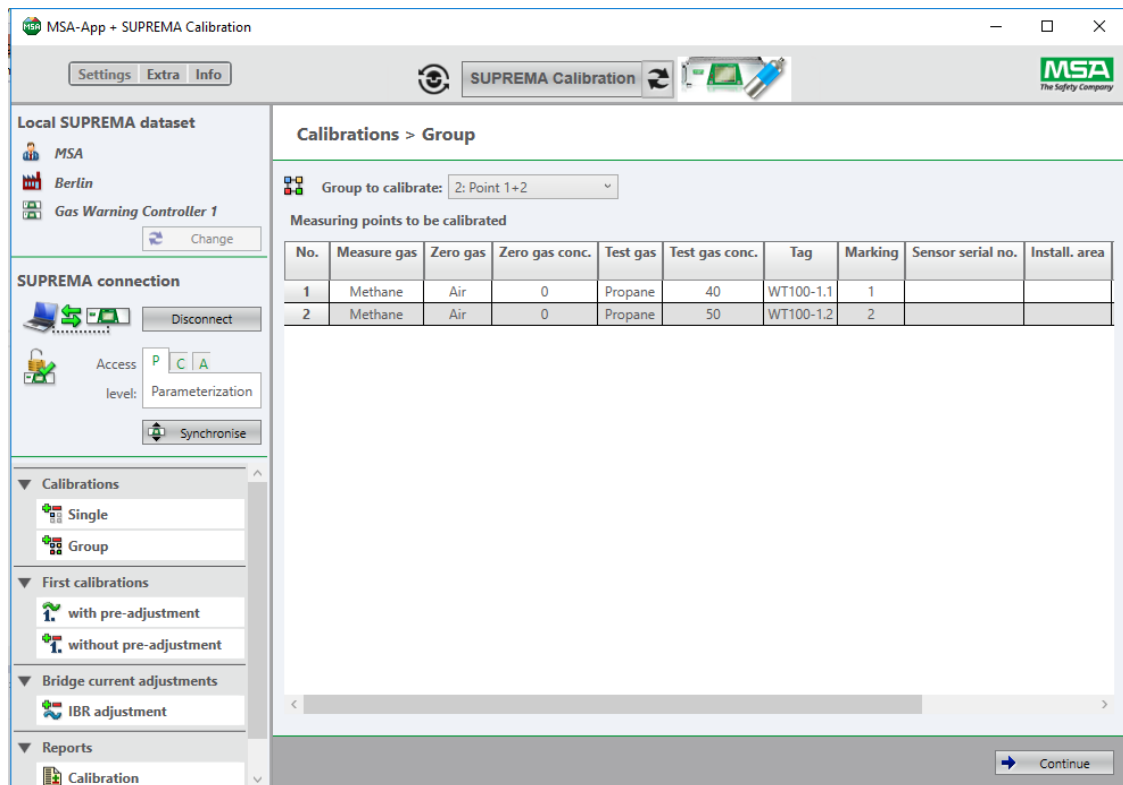 MSA-App + SUPREMA Calibration
Settings Extra Info
SUPREMA Calibration
MSA
The Safety Company
Local SUPREMA dataset
MSA
Berlin
Gas Warning Controller 1
Change
SUPREMA connection
Disconnect
Access level:
P C A
Parameterization
Synchronise
Calibrations
Single
Group
First calibrations
with pre-adjustment
without pre-adjustment
Bridge current adjustments
IBR adjustment
Reports
Calibration
Calibrations > Group
Group to calibrate: 2: Point 1+2
Measuring points to be calibrated
No. Measure gas Zero gas Zero gas conc. Test gas Test gas conc. Tag Marking Sensor serial no. Install. area
1 Methane Air 0 Propane 40 WT100-1.1 1
2 Methane Air 0 Propane 50 WT100-1.2 2
Continue